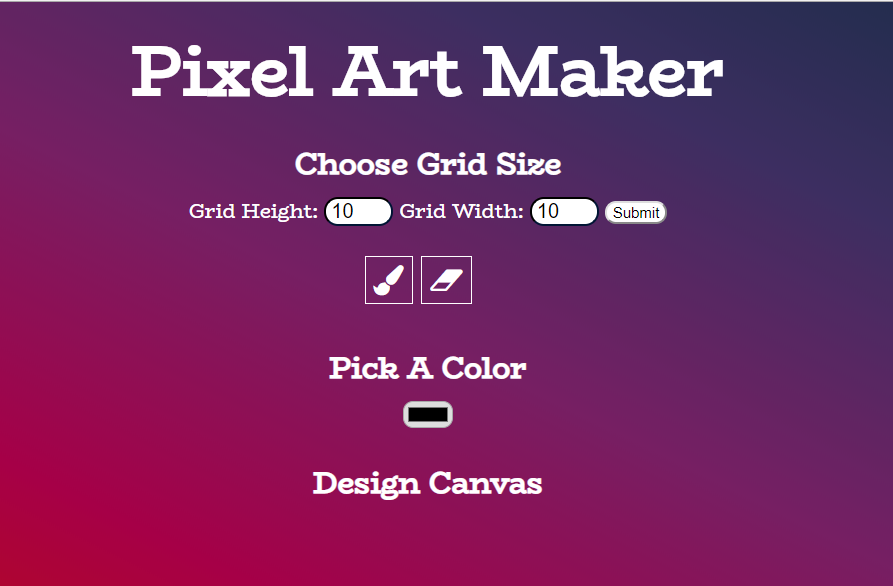 Pixel Art Maker
Choose Grid Size
Grid Height: 10 Grid Width: 10 Submit
Pick A Color
Design Canvas